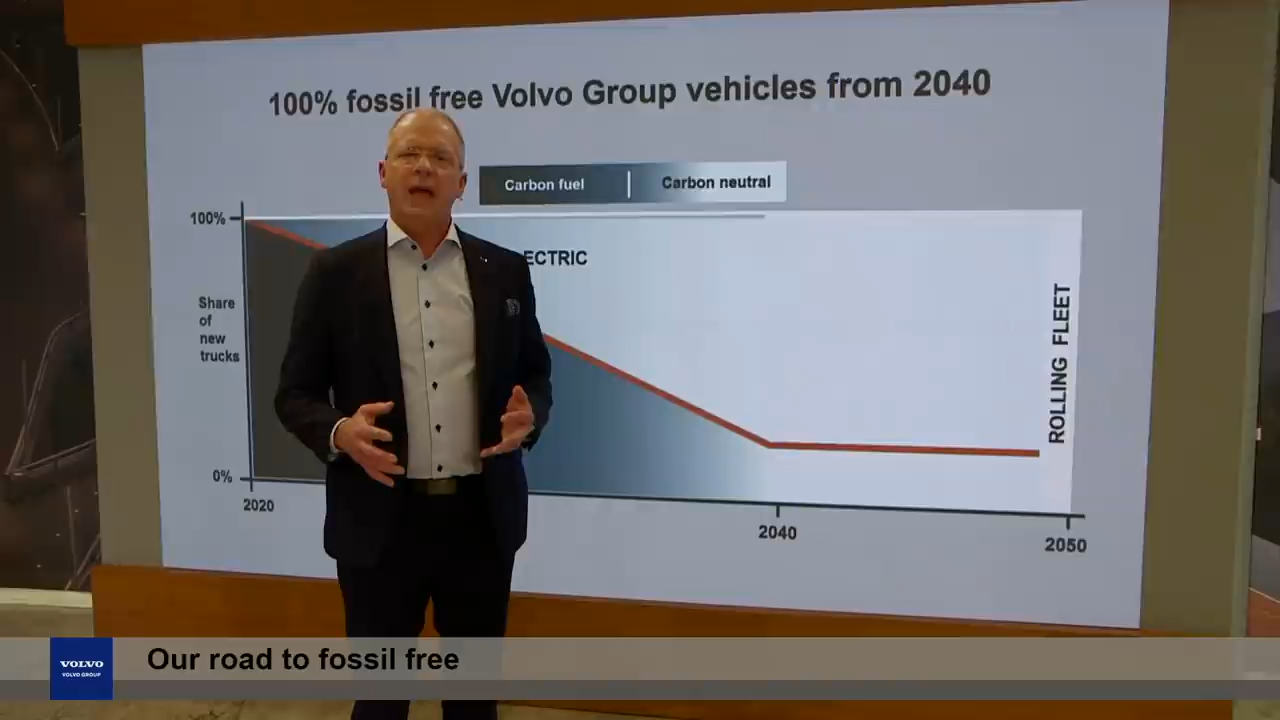 100% fossil free Volvo Group vehicles from 2040
Carbon fuel
Carbon neutral
100%
ECTRIC
Share
of
new
trucks
ROLLING FLEET
0%
2020
2040
2050
VOLVO
VOLVO GROUP
Our road to fossil free